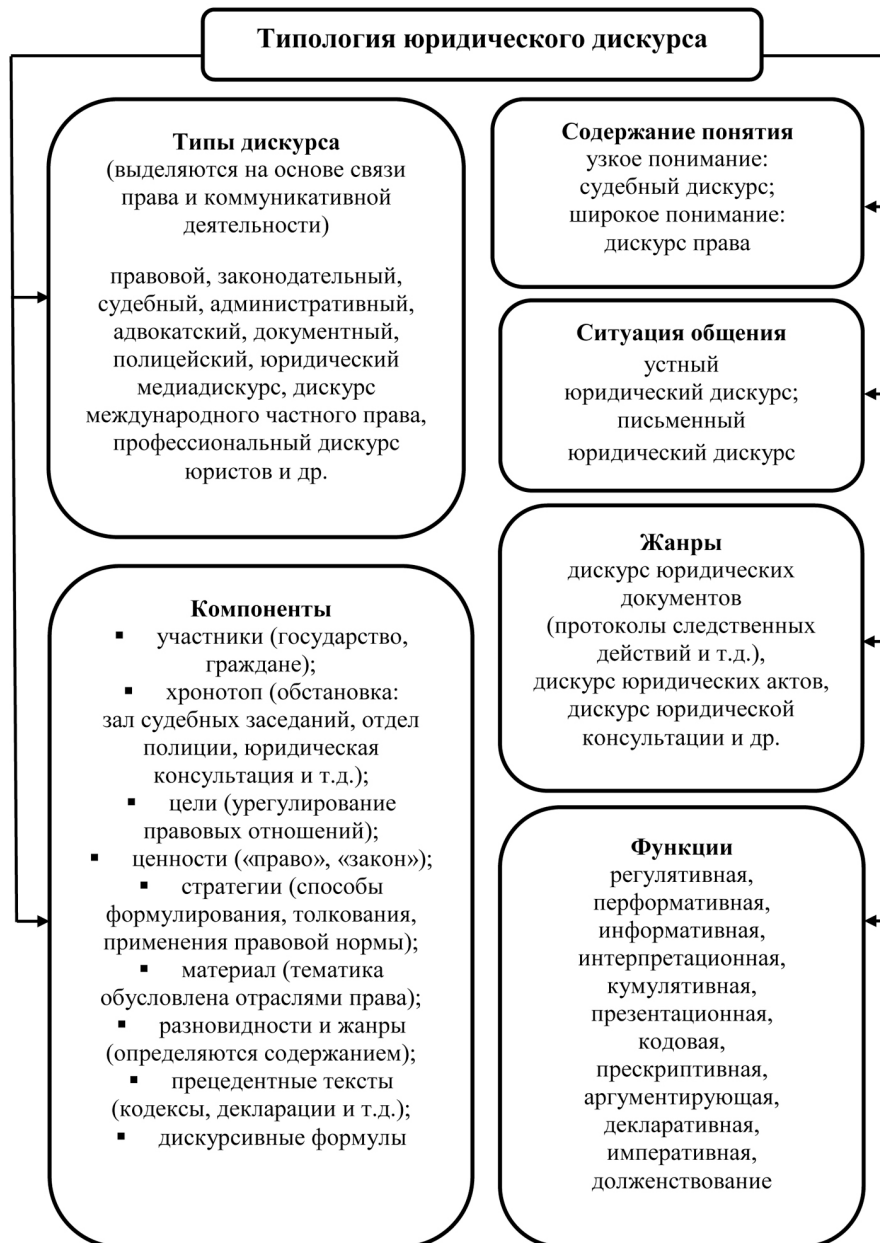 Типология юридического дискурса
Типы дискурса
(выделяются на основе связи
права и коммуникативной
деятельности)
правовой, законодательный,
судебный, административный,
адвокатский, документный,
полицейский, юридический
медиадискурс, дискурс
международного частного права,
профессиональный дискурс
юристов и др.
Компоненты
▪ участники (государство,
граждане);
▪ хронотоп (обстановка:
зал судебных заседаний, отдел
полиции, юридическая
консультация и т.д.);
▪ цели (урегулирование
правовых отношений);
▪ ценности («право», «закон»);
▪ стратегии (способы
формулирования, толкования,
применения правовой нормы);
▪ материал (тематика
обусловлена отраслями права);
▪ разновидности и жанры
(определяются содержанием);
▪ прецедентные тексты
(кодексы, декларации и т.д.);
▪ дискурсивные формулы
Содержание понятия
узкое понимание:
судебный дискурс;
широкое понимание:
дискурс права
Ситуация общения
устный
юридический дискурс;
письменный
юридический дискурс
Жанры
дискурс юридических
документов
(протоколы следственных
действий и т.д.),
дискурс юридических актов,
дискурс юридической
консультации и др.
Функции
регулятивная,
перформативная,
информативная,
интерпретационная,
кумулятивная,
презентационная,
кодовая,
прескриптивная,
аргументирующая,
декларативная,
императивная,
долженствование